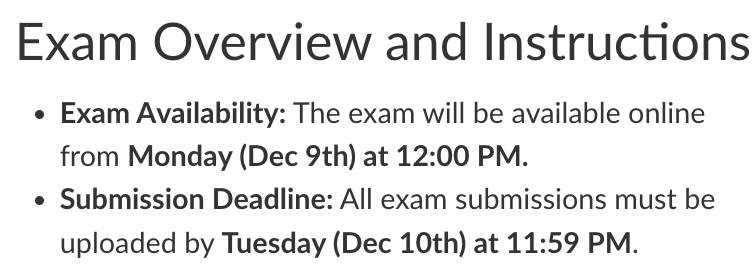 Exam Overview and Instructions
• Exam Availability: The exam will be available online
from Monday (Dec 9th) at 12:00 PM.
• Submission Deadline: All exam submissions must be
uploaded by Tuesday (Dec 10th) at 11:59 PM.